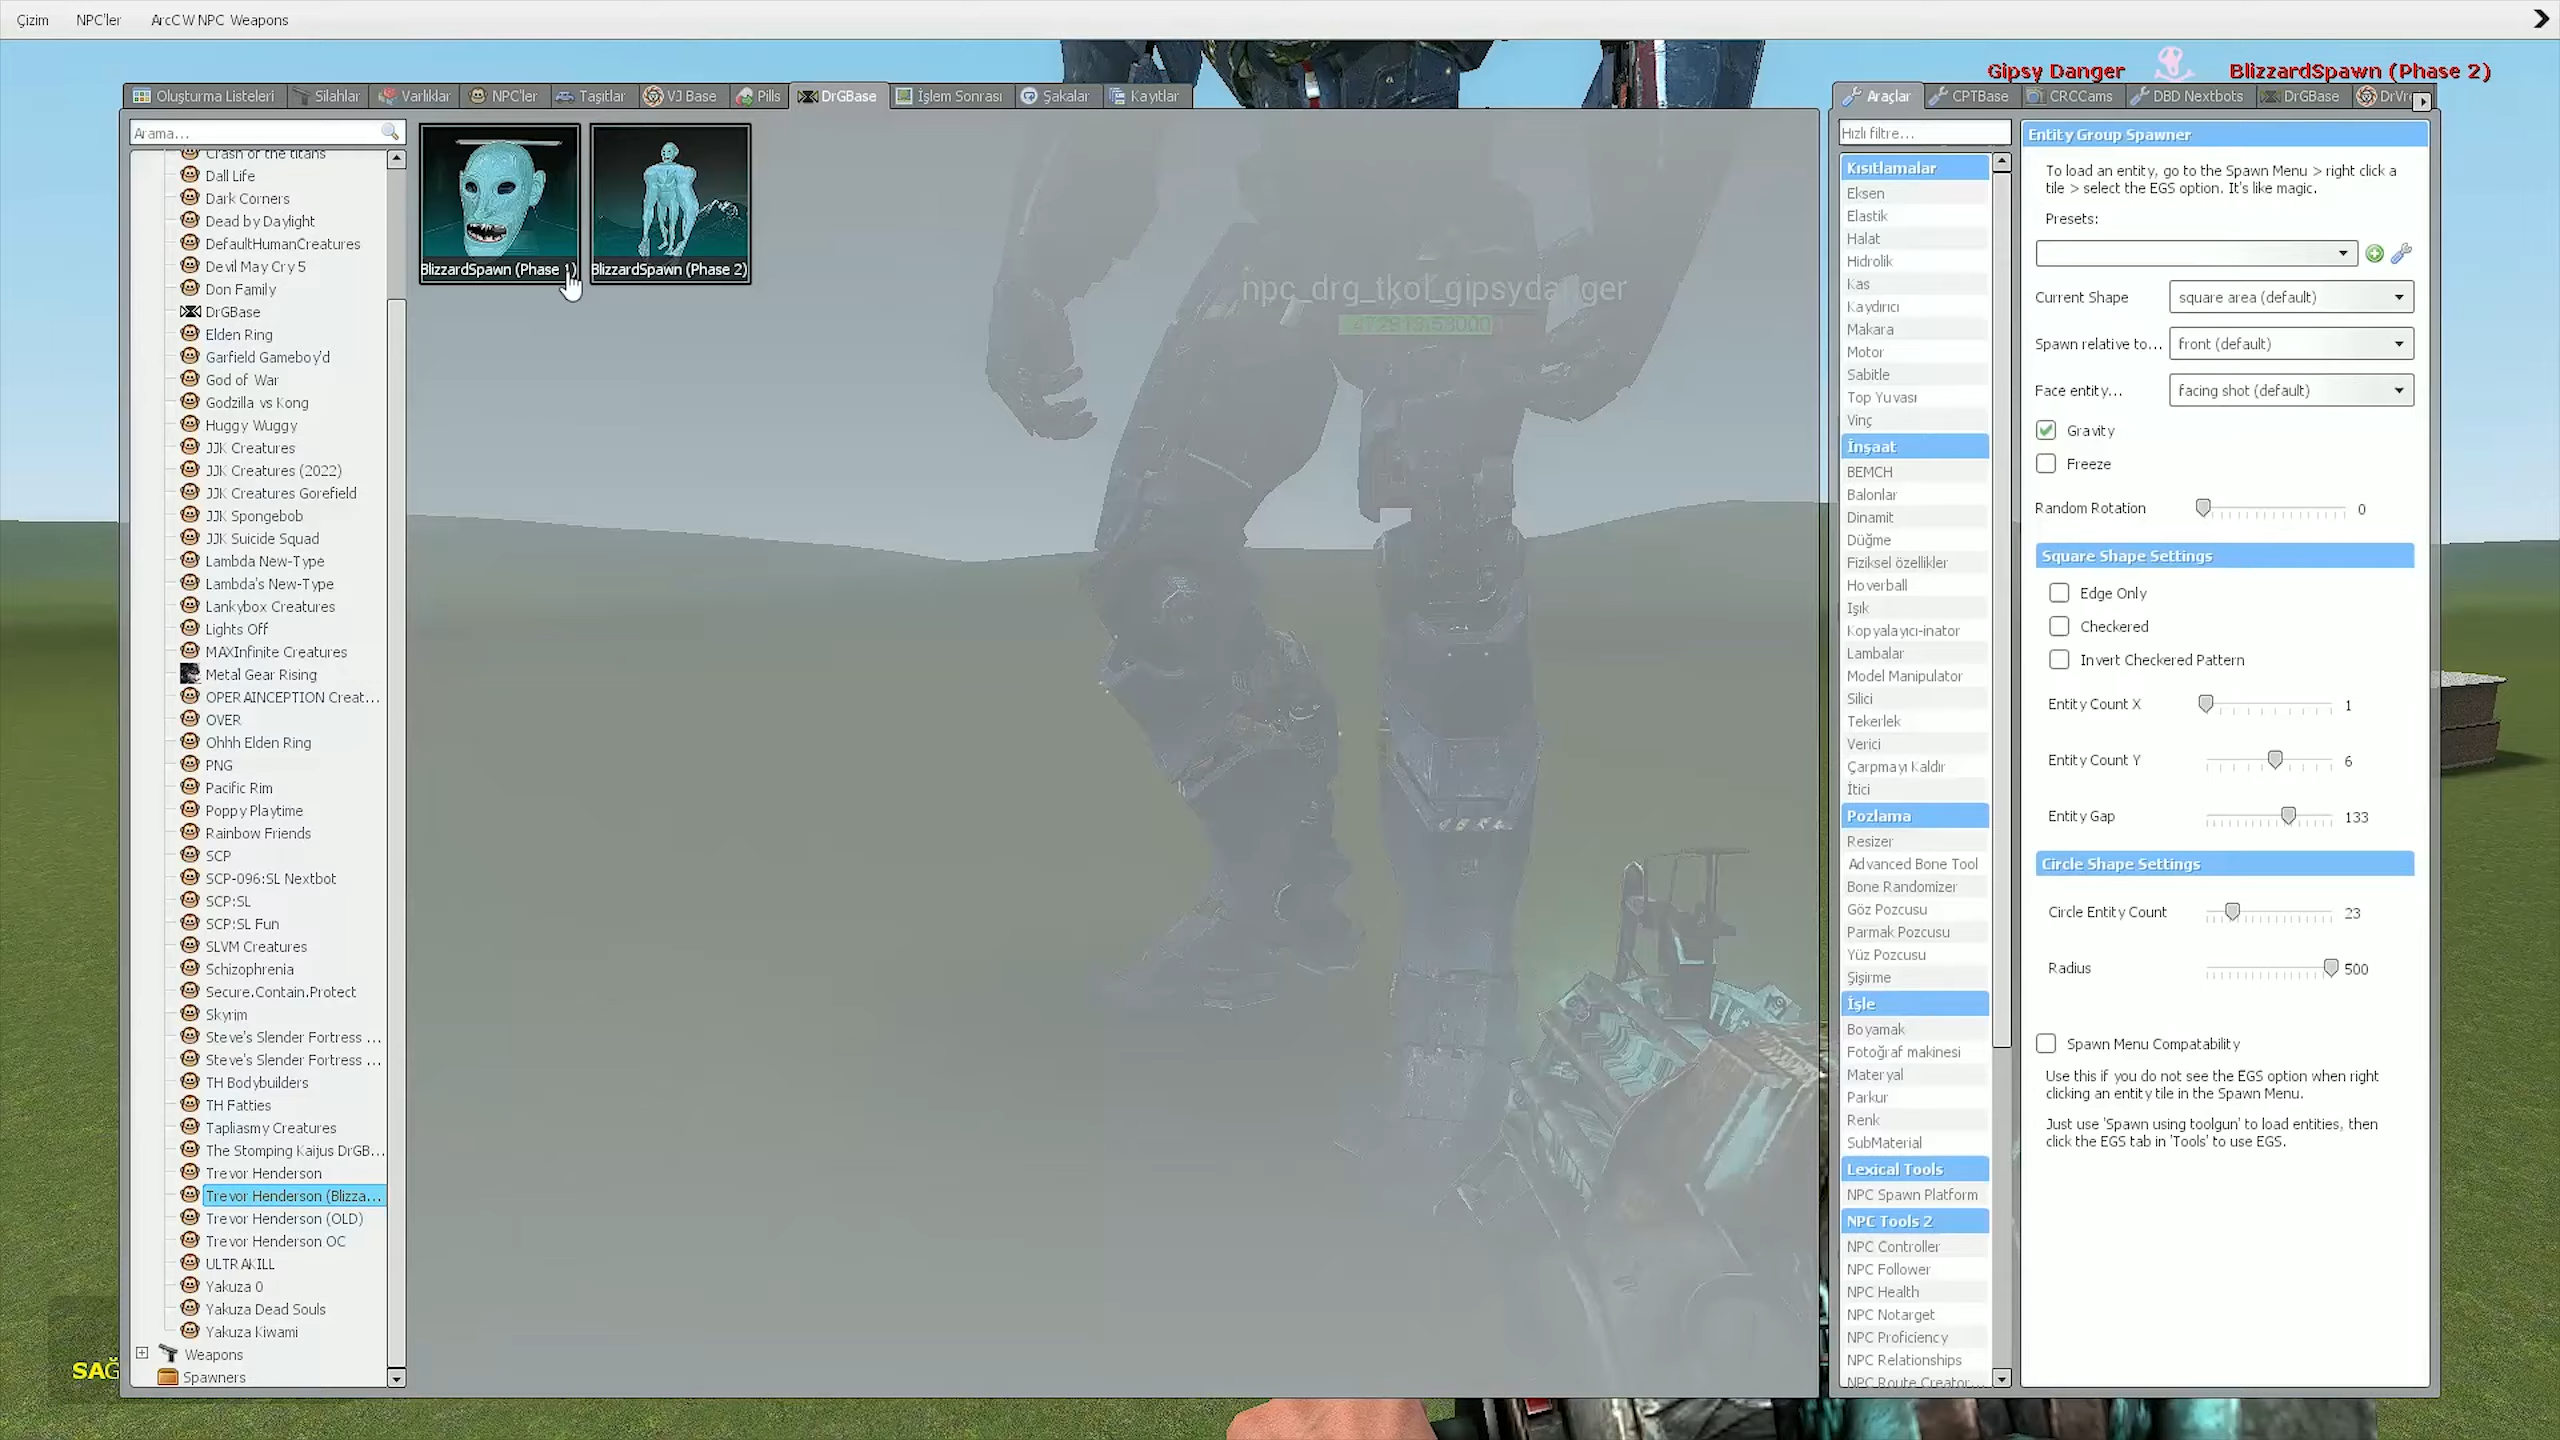 Çizim NPC'ler ArcCW NPC Weapons
Gipsy Danger BlizzardSpawn (Phase 2)
Oluşturma Listeleri Silahlar Varlıklar NPC'ler Taşıtlar VJ Base Pills DrGBase İşlem Sonrası Şakalar Kayıtlar
Araçlar CPTBase CRCCams DBD Nextbots DrGBase
Arama...
Crash of the titans
Dall Life
Dark Corners
Dead by Daylight
DefaultHumanCreatures
Devil May Cry 5
Don Family
DrGBase
Elden Ring
Garfield Gameboy'd
God of War
Godzilla vs Kong
Huggy Wuggy
JJK Creatures
JJK Creatures (2022)
JJK Creatures Gorefield
JJK Spongebob
JJK Suicide Squad
Lambda New-Type
Lambda's New-Type
Lankybox Creatures
Lights Off
MAXInfinite Creatures
Metal Gear Rising
OPERAINCEPTION Creat...
OVER
Ohhh Elden Ring
PNG
Pacific Rim
Poppy Playtime
Rainbow Friends
SCP
SCP-096:SL Nextbot
SCP:SL
SCP:SL Fun
SLVM Creatures
Schizophrenia
Secure.Contain.Protect
Skyrim
Steve's Slender Fortress ...
Steve's Slender Fortress ...
TH Bodybuilders
TH Fatties
Tapliasmy Creatures
The Stomping Kaijus DrGB...
Trevor Henderson
Trevor Henderson (Blizza...
Trevor Henderson (OLD)
Trevor Henderson OC
ULTRAKILL
Yakuza 0
Yakuza Dead Souls
Yakuza Kiwami
Weapons
Spawners
SAĞ
BlizzardSpawn (Phase 1) BlizzardSpawn (Phase 2)
npc_drg_tkol_gipsydanger
Hızlı filtre...
Kısıtlamalar
Eksen
Elastik
Halat
Hidrolik
Kas
Kaydırıcı
Makara
Motor
Sabitle
Top Yuvası
Vinç
İnşaat
BEMCH
Balonlar
Dinamit
Düğme
Fiziksel özellikler
Hoverball
Işık
Kopyalayıcı-inator
Lambalar
Model Manipulator
Silici
Tekerlek
Verici
Çarpmayı Kaldır
İtici
Pozlama
Resizer
Advanced Bone Tool
Bone Randomizer
Göz Pozcusu
Parmak Pozcusu
Yüz Pozcusu
Şişirme
İşle
Boyamak
Fotoğraf makinesi
Materyal
Parkur
Renk
SubMaterial
Lexical Tools
NPC Spawn Platform
NPC Tools 2
NPC Controller
NPC Follower
NPC Health
NPC Notarget
NPC Proficiency
NPC Relationships
NPC Route Creator...
Entity Group Spawner
To load an entity, go to the Spawn Menu > right click a
tile > select the EGS option. It's like magic.
Presets:
Current Shape square area (default)
Spawn relative to... front (default)
Face entity... facing shot (default)
Gravity
Freeze
Random Rotation 0
Square Shape Settings
Edge Only
Checkered
Invert Checkered Pattern
Entity Count X 1
Entity Count Y 6
Entity Gap 133
Circle Shape Settings
Circle Entity Count 23
Radius 500
Spawn Menu Compatability
Use this if you do not see the EGS option when right
clicking an entity tile in the Spawn Menu.
Just use 'Spawn using toolgun' to load entities, then
click the EGS tab in 'Tools' to use EGS.